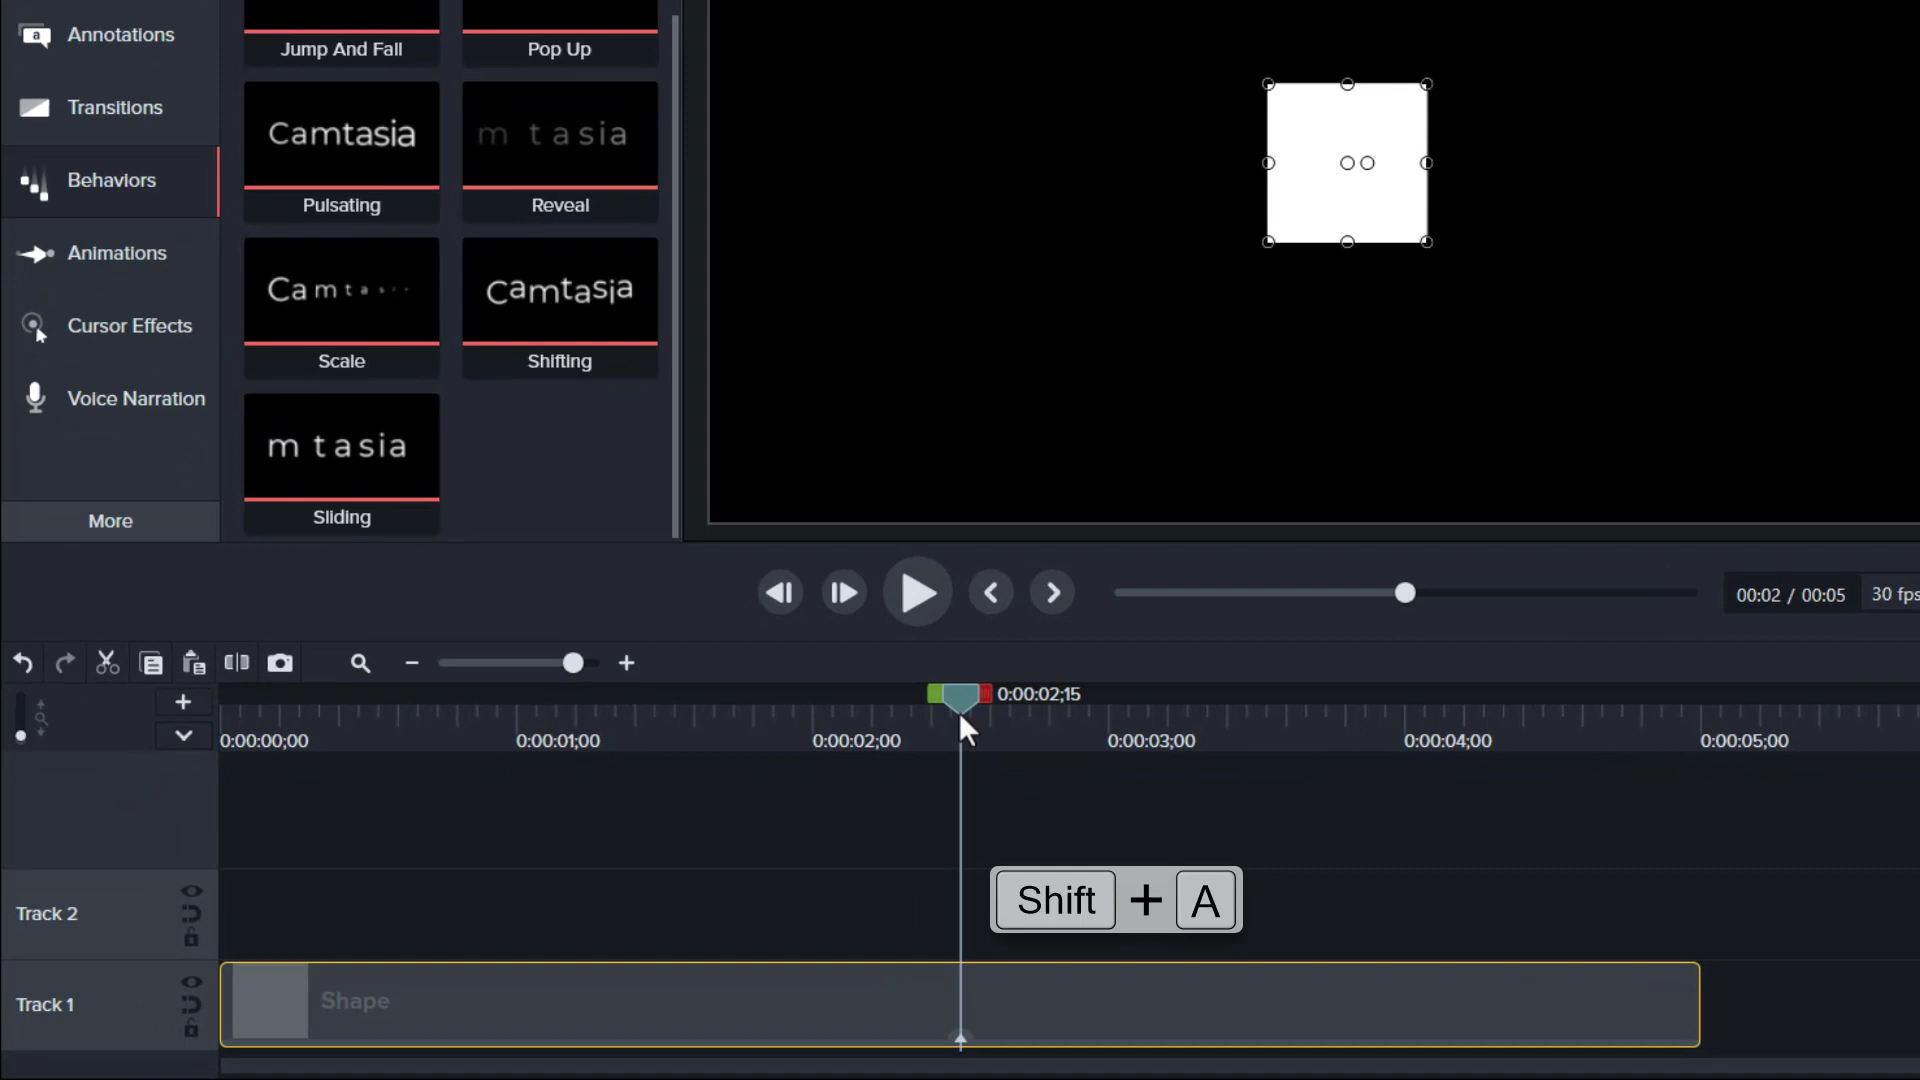 Annotations
Transitions
Behaviors
Animations
Cursor Effects
Voice Narration
More
Jump And Fall
Pop Up
Camtasia
m t a s i a
Pulsating
Reveal
C a m t a s
Camtasia
Scale
Shifting
m t a s i a
Sliding
00:02 / 00:05
30 fps
0:00:02;15
0:00:00;00
0:00:01;00
0:00:02;00
0:00:03;00
0:00:04;00
0:00:05;00
Track 2
Shift + A
Track 1
Shape